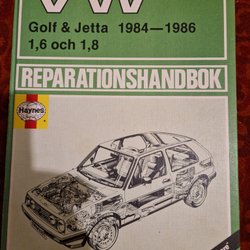 VW
Golf & Jetta 1984—1986
1,6 och 1,8
REPARATIONSHANDBOK
Haynes